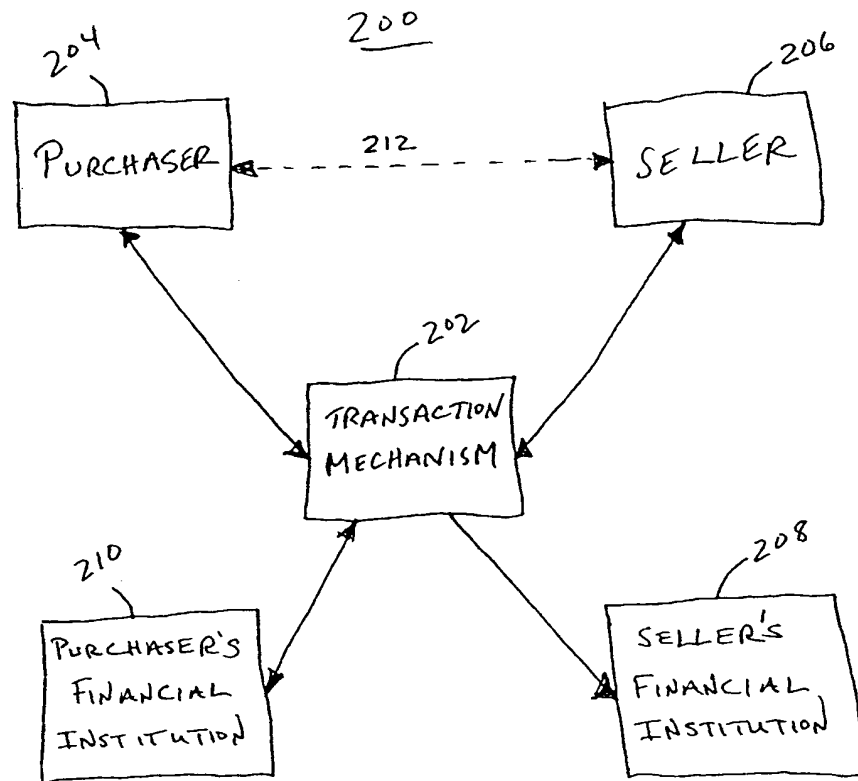 200
204
206
PURCHASER
212
SELLER
202
TRANSACTION
MECHANISM
210
208
PURCHASER'S
FINANCIAL
INSTITUTION
SELLER'S
FINANCIAL
INSTITUTION